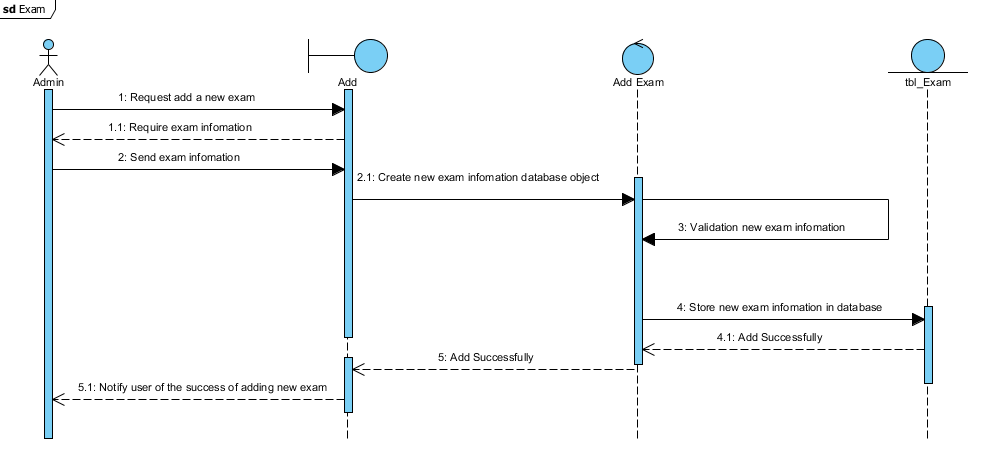 sd Exam
Admin
Add
Add Exam
tbl_Exam
1: Request add a new exam
1.1: Require exam infomation
2: Send exam infomation
2.1: Create new exam infomation database object
3: Validation new exam infomation
4: Store new exam infomation in database
4.1: Add Successfully
5: Add Successfully
5.1: Notify user of the success of adding new exam